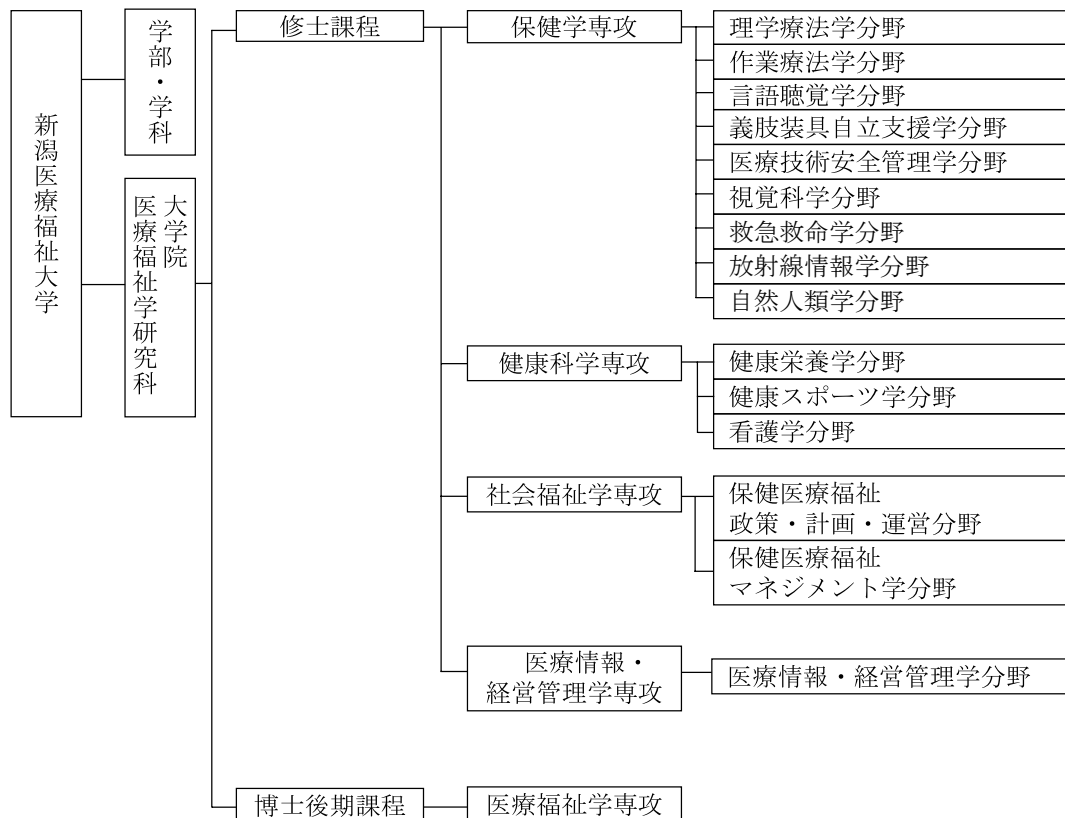 新潟医療福祉大学
学部・学科
大学院
医療福祉学研究科
修士課程
保健学専攻
理学療法学分野
作業療法学分野
言語聴覚学分野
義肢装具自立支援学分野
医療技術安全管理学分野
視覚科学分野
救急救命学分野
放射線情報学分野
自然人類学分野
健康科学専攻
健康栄養学分野
健康スポーツ学分野
看護学分野
社会福祉学専攻
保健医療福祉
政策・計画・運営分野
保健医療福祉
マネジメント学分野
医療情報・
経営管理学専攻
医療情報・経営管理学分野
博士後期課程
医療福祉学専攻